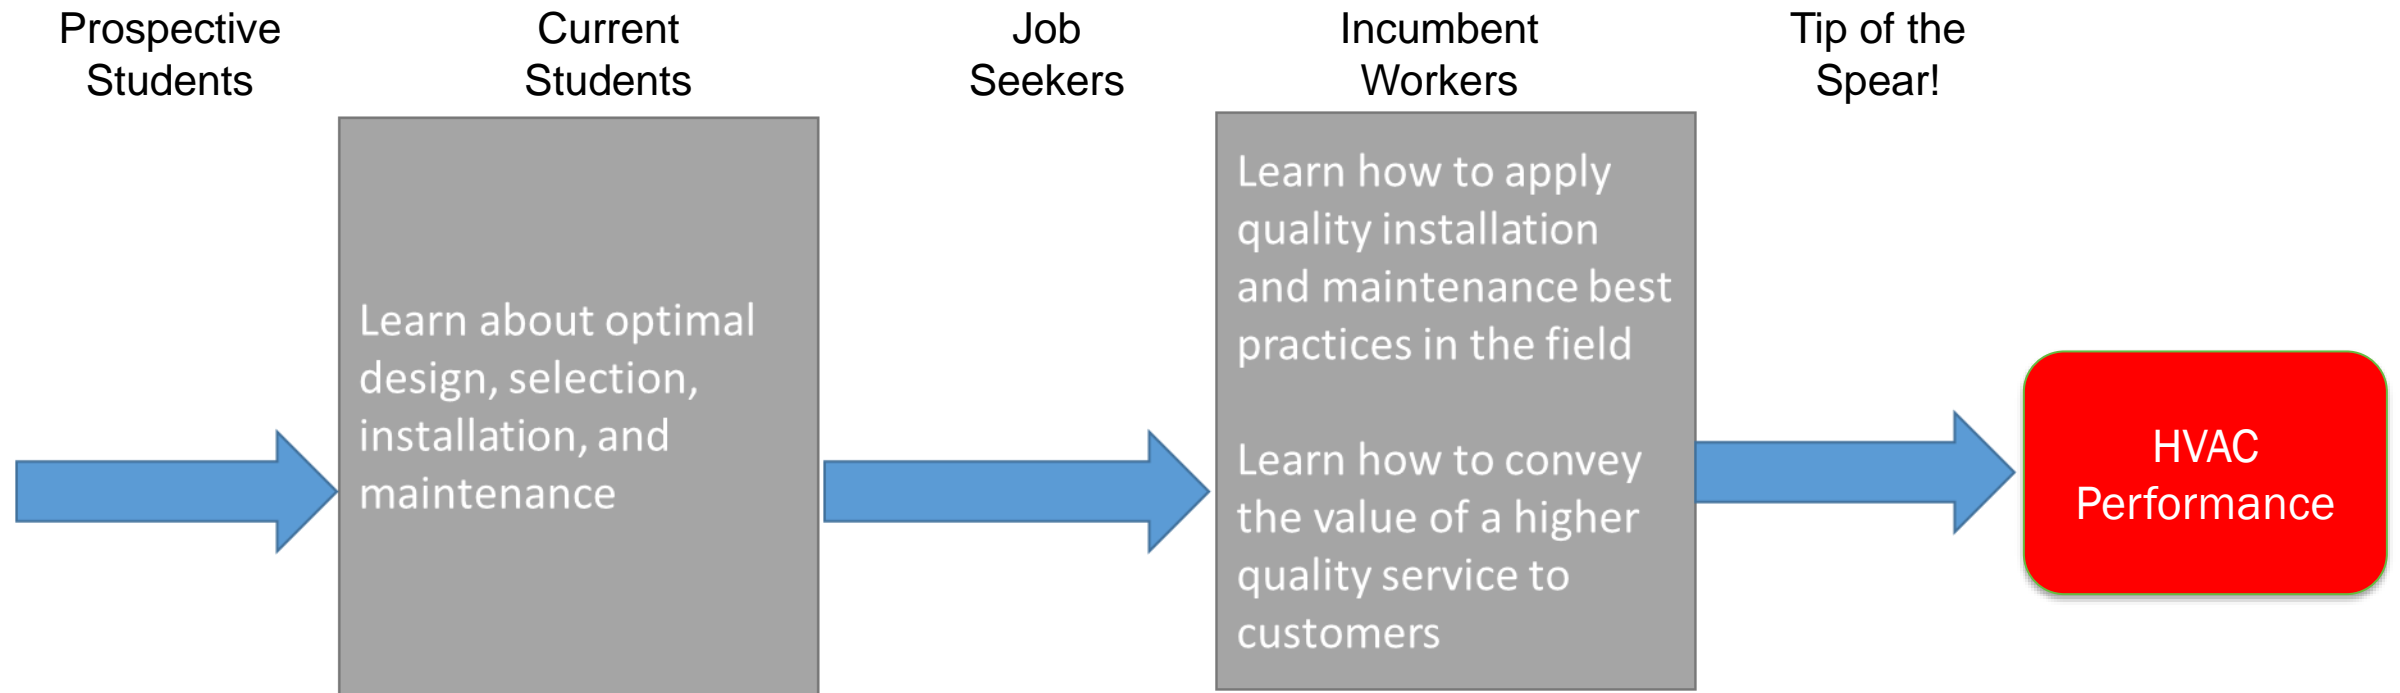 Prospective
Students
Current
Students
Job
Seekers
Incumbent
Workers
Tip of the
Spear!
Learn about optimal
design, selection,
installation, and
maintenance
Learn how to apply
quality installation
and maintenance best
practices in the field
Learn how to convey
the value of a higher
quality service to
customers
HVAC
Performance